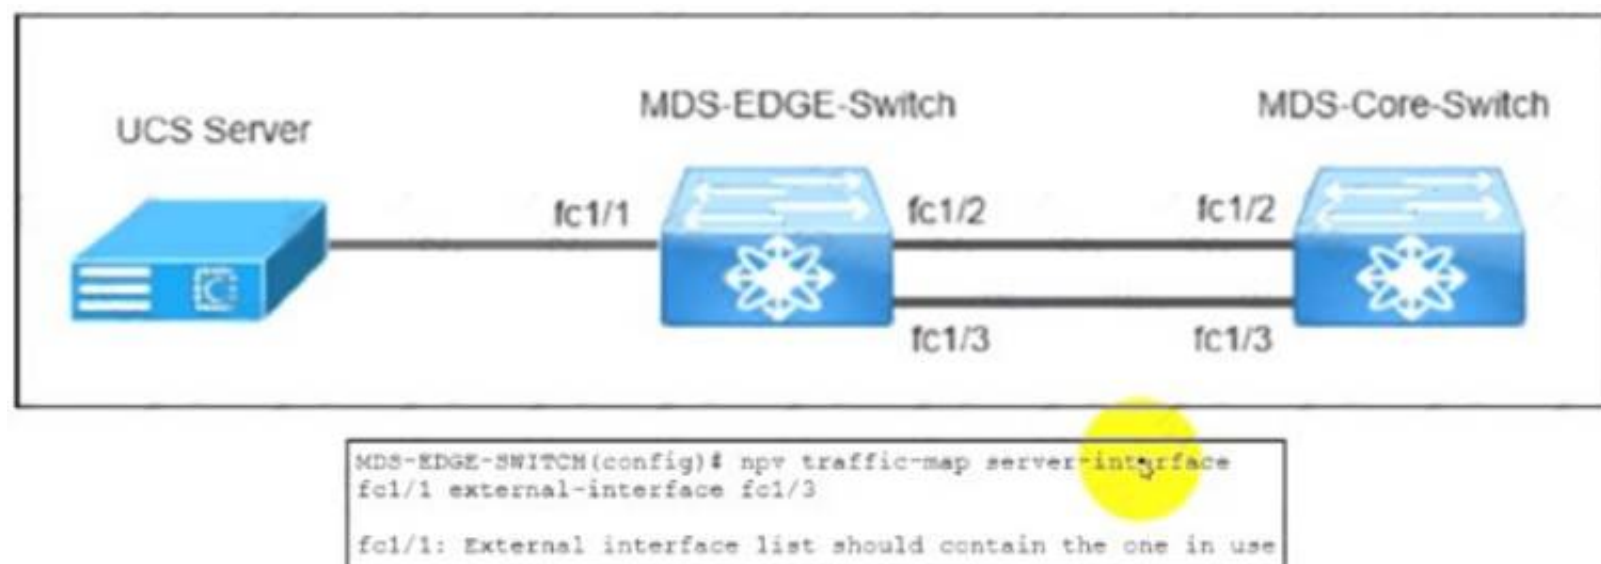 UCS Server
MDS-EDGE-Switch
MDS-Core-Switch
fc1/1
fc1/2
fc1/2
fc1/3
fc1/3
MDS-EDGE-SWITCH(config)# npv traffic-map server-interface
fc1/1 external-interface fc1/3
fc1/1: External interface list should contain the one in use